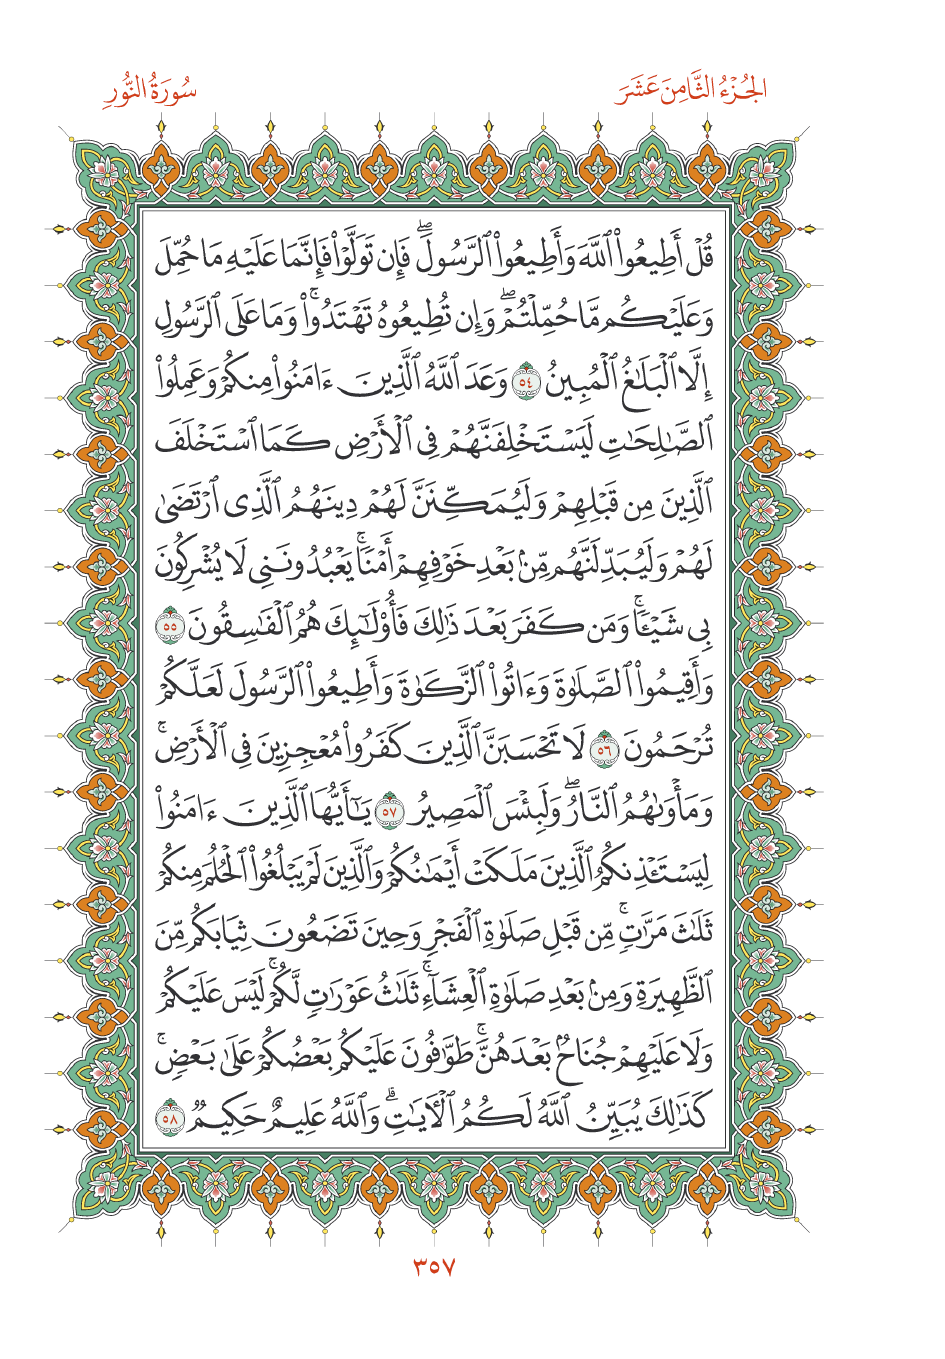 الجُزْءُ الثَّامِنَ عَشَرَ
سُورَةُ النُّورِ
قُلْ أَطِيعُوا۟ ٱللَّهَ وَأَطِيعُوا۟ ٱلرَّسُولَۖ فَإِن تَوَلَّوْا۟ فَإِنَّمَا عَلَيْهِ مَا حُمِّلَ
وَعَلَيْكُم مَّا حُمِّلْتُمْۖ وَإِن تُطِيعُوهُ تَهْتَدُوا۟ۚ وَمَا عَلَى ٱلرَّسُولِ
إِلَّا ٱلْبَلَٰغُ ٱلْمُبِينُ ٥٤ وَعَدَ ٱللَّهُ ٱلَّذِينَ ءَامَنُوا۟ مِنكُمْ وَعَمِلُوا۟
ٱلصَّٰلِحَٰتِ لَيَسْتَخْلِفَنَّهُمْ فِى ٱلْأَرْضِ كَمَا ٱسْتَخْلَفَ
ٱلَّذِينَ مِن قَبْلِهِمْ وَلَيُمَكِّنَنَّ لَهُمْ دِينَهُمُ ٱلَّذِى ٱرْتَضَىٰ
لَهُمْ وَلَيُبَدِّلَنَّهُم مِّنۢ بَعْدِ خَوْفِهِمْ أَمْنًاۚ يَعْبُدُونَنِى لَا يُشْرِكُونَ
بِى شَيْـًٔاۚ وَمَن كَفَرَ بَعْدَ ذَٰلِكَ فَأُو۟لَٰٓئِكَ هُمُ ٱلْفَٰسِقُونَ ٥٥
وَأَقِيمُوا۟ ٱلصَّلَوٰةَ وَءَاتُوا۟ ٱلزَّكَوٰةَ وَأَطِيعُوا۟ ٱلرَّسُولَ لَعَلَّكُمْ
تُرْحَمُونَ ٥٦ لَا تَحْسَبَنَّ ٱلَّذِينَ كَفَرُوا۟ مُعْجِزِينَ فِى ٱلْأَرْضِۚ
وَمَأْوَىٰهُمُ ٱلنَّارُۖ وَلَبِئْسَ ٱلْمَصِيرُ ٥٧ يَٰٓأَيُّهَا ٱلَّذِينَ ءَامَنُوا۟
لِيَسْتَـْٔذِنكُمُ ٱلَّذِينَ مَلَكَتْ أَيْمَٰنُكُمْ وَٱلَّذِينَ لَمْ يَبْلُغُوا۟ ٱلْحُلُمَ مِنكُمْ
ثَلَٰثَ مَرَّٰتٍۚ مِّن قَبْلِ صَلَوٰةِ ٱلْفَجْرِ وَحِينَ تَضَعُونَ ثِيَابَكُم مِّنَ
ٱلظَّهِيرَةِ وَمِنۢ بَعْدِ صَلَوٰةِ ٱلْعِشَآءِۚ ثَلَٰثُ عَوْرَٰتٍ لَّكُمْۚ لَيْسَ عَلَيْكُمْ
وَلَا عَلَيْهِمْ جُنَاحٌۢ بَعْدَهُنَّۚ طَوَّٰفُونَ عَلَيْكُم بَعْضُكُمْ عَلَىٰ بَعْضٍۚ
كَذَٰلِكَ يُبَيِّنُ ٱللَّهُ لَكُمُ ٱلْـَٔايَٰتِۗ وَٱللَّهُ عَلِيمٌ حَكِيمٌ ٥٨
٣٥٧